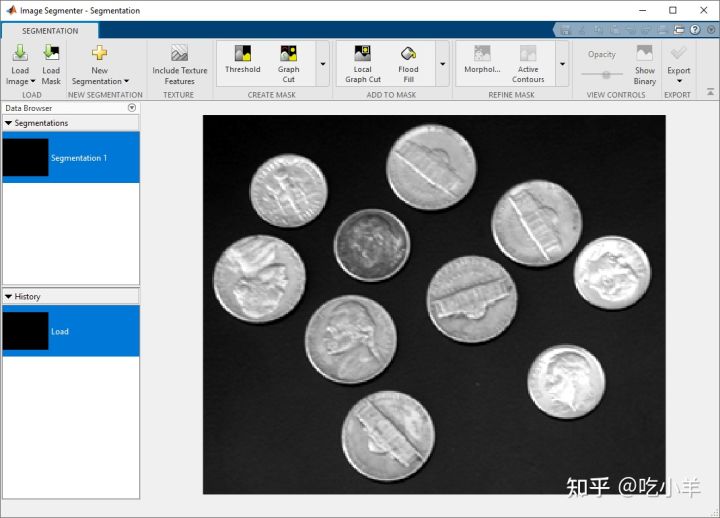 Image Segmenter - Segmentation
SEGMENTATION
Load Image
Load Mask
New Segmentation
Include Texture Features
Threshold
Graph Cut
Local Graph Cut
Flood Fill
Morphol...
Active Contours
Opacity
Show Binary
Export
LOAD
NEW SEGMENTATION
TEXTURE
CREATE MASK
ADD TO MASK
REFINE MASK
VIEW CONTROLS
EXPORT
Data Browser
Segmentations
Segmentation 1
History
Load
知乎 @吃小羊